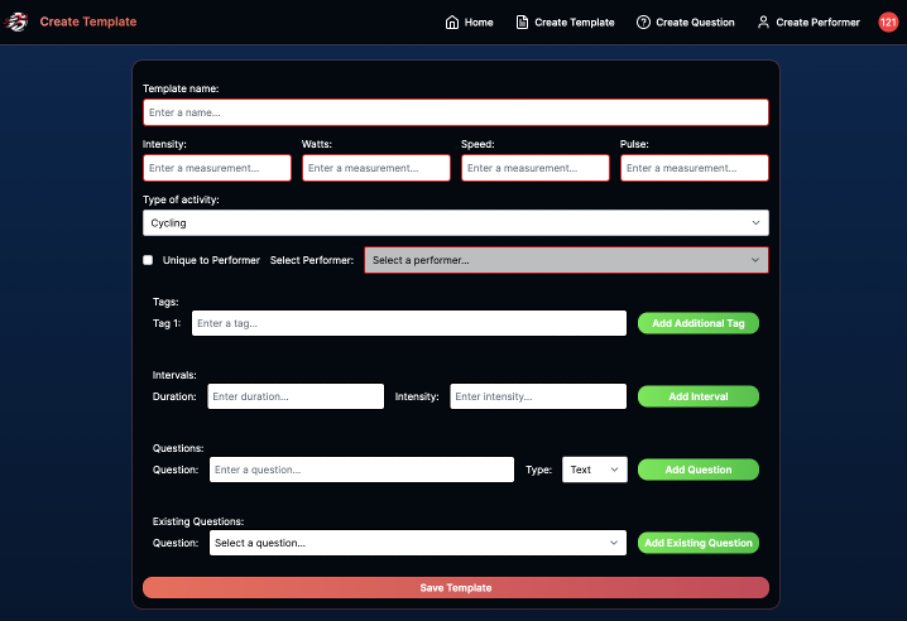 Create Template
Home Create Template Create Question Create Performer 121
Template name:
Enter a name...
Intensity: Watts: Speed: Pulse:
Enter a measurement... Enter a measurement... Enter a measurement... Enter a measurement...
Type of activity:
Cycling
Unique to Performer Select Performer: Select a performer...
Tags:
Tag 1: Enter a tag... Add Additional Tag
Intervals:
Duration: Enter duration... Intensity: Enter intensity... Add Interval
Questions:
Question: Enter a question... Type: Text Add Question
Existing Questions:
Question: Select a question... Add Existing Question
Save Template